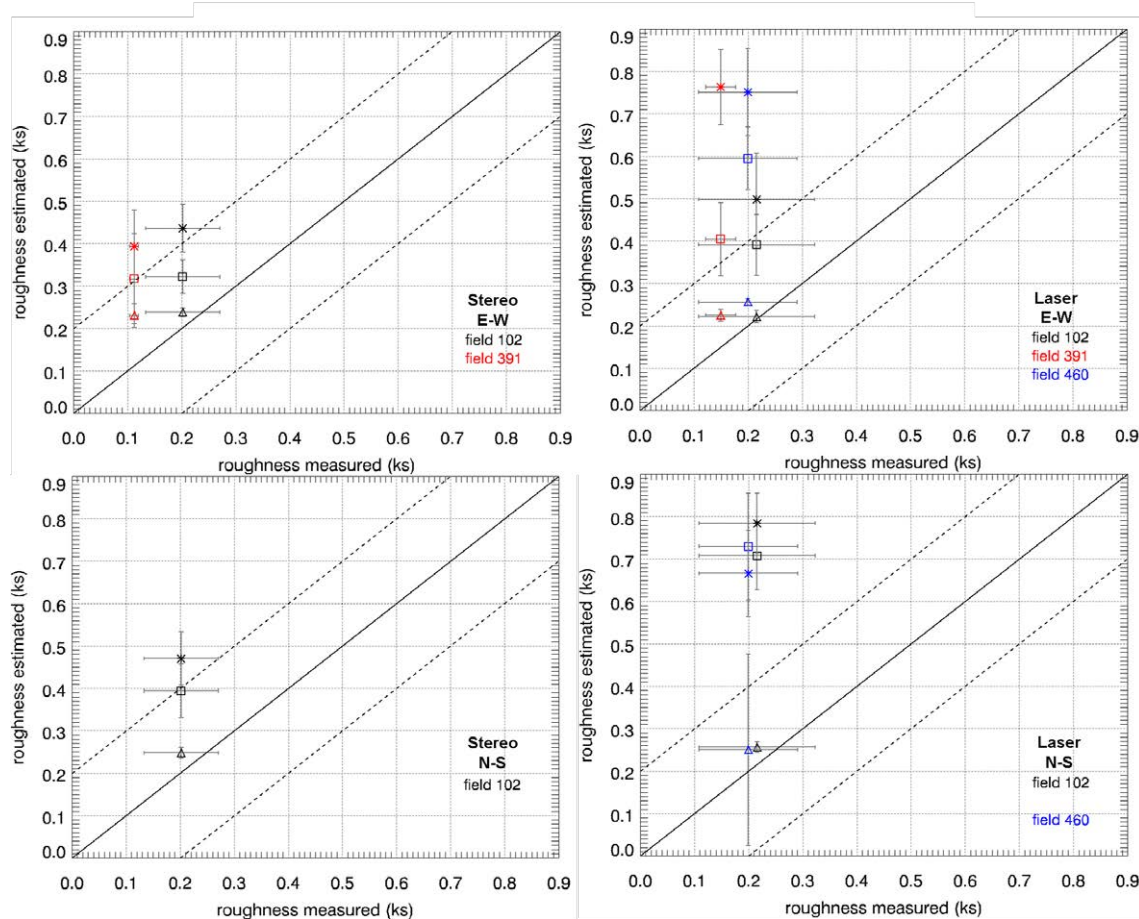 0.9
0.8
0.7
0.6
0.5
0.4
0.3
0.2
0.1
0.0
roughness estimated (ks)
Stereo
E-W
field 102
field 391
0.0 0.1 0.2 0.3 0.4 0.5 0.6 0.7 0.8 0.9
roughness measured (ks)
0.9
0.8
0.7
0.6
0.5
0.4
0.3
0.2
0.1
0.0
roughness estimated (ks)
Laser
E-W
field 102
field 391
field 460
0.0 0.1 0.2 0.3 0.4 0.5 0.6 0.7 0.8 0.9
roughness measured (ks)
0.9
0.8
0.7
0.6
0.5
0.4
0.3
0.2
0.1
0.0
roughness estimated (ks)
Stereo
N-S
field 102
0.0 0.1 0.2 0.3 0.4 0.5 0.6 0.7 0.8 0.9
roughness measured (ks)
0.9
0.8
0.7
0.6
0.5
0.4
0.3
0.2
0.1
0.0
roughness estimated (ks)
Laser
N-S
field 102
field 460
0.0 0.1 0.2 0.3 0.4 0.5 0.6 0.7 0.8 0.9
roughness measured (ks)